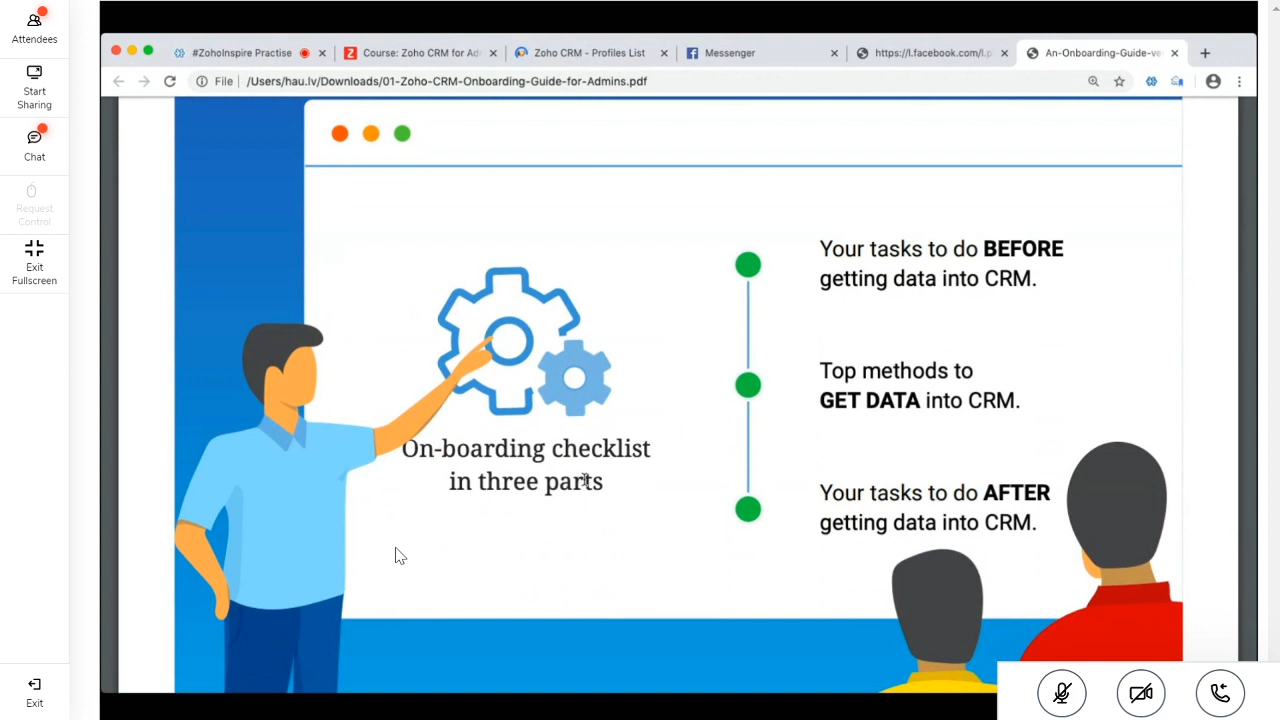 Attendees
Start
Sharing
Chat
Request
Control
Exit
Fullscreen
Exit
#ZohoInspire Practise
Course: Zoho CRM for Ad
Zoho CRM - Profiles List
Messenger
https://l.facebook.com/l.p
An-Onboarding-Guide-ve
File
/Users/hau.lv/Downloads/01-Zoho-CRM-Onboarding-Guide-for-Admins.pdf
On-boarding checklist
in three parts
Your tasks to do BEFORE
getting data into CRM.
Top methods to
GET DATA into CRM.
Your tasks to do AFTER
getting data into CRM.